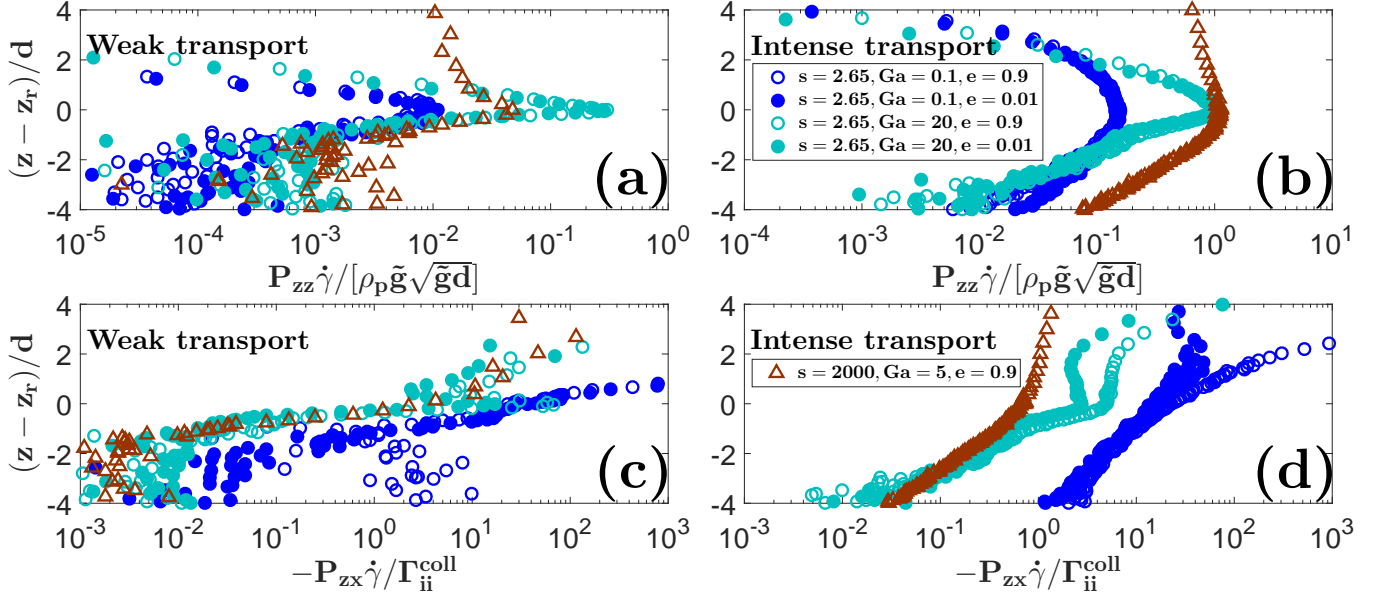 Weak transport
(a)
(z − z_r)/d
4
2
0
-2
-4
10^-5 10^-4 10^-3 10^-2 10^-1 10^0
P_zz γ̇/[ρ_p g̃√(g̃d)]
Intense transport
s = 2.65, Ga = 0.1, e = 0.9
s = 2.65, Ga = 0.1, e = 0.01
s = 2.65, Ga = 20, e = 0.9
s = 2.65, Ga = 20, e = 0.01
(b)
4
2
0
-2
-4
10^-4 10^-3 10^-2 10^-1 10^0 10^1
P_zz γ̇/[ρ_p g̃√(g̃d)]
Weak transport
(c)
(z − z_r)/d
4
2
0
-2
-4
10^-3 10^-2 10^-1 10^0 10^1 10^2 10^3
−P_zx γ̇/Γ_ii^coll
Intense transport
s = 2000, Ga = 5, e = 0.9
(d)
4
2
0
-2
-4
10^-3 10^-2 10^-1 10^0 10^1 10^2 10^3
−P_zx γ̇/Γ_ii^coll